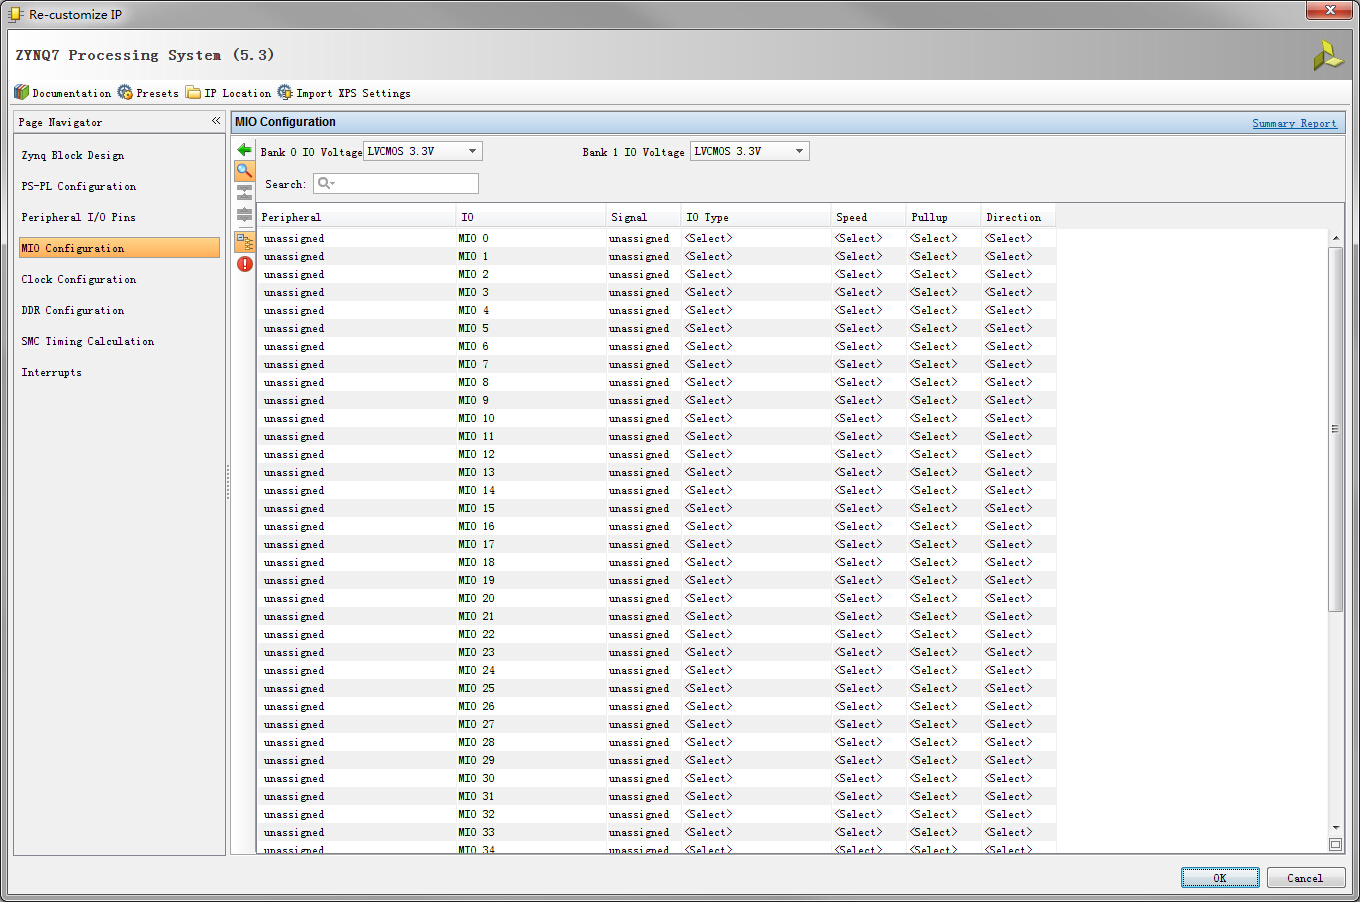 Re-customize IP
ZYNQ7 Processing System (5.3)
Documentation Presets IP Location Import XPS Settings
Page Navigator «
Zynq Block Design
PS-PL Configuration
Peripheral I/O Pins
MIO Configuration
Clock Configuration
DDR Configuration
SMC Timing Calculation
Interrupts
MIO Configuration Summary Report
Bank 0 IO Voltage LVCMOS 3.3V Bank 1 IO Voltage LVCMOS 3.3V
Search:
Peripheral IO Signal IO Type Speed Pullup Direction
unassigned MIO 0 unassigned <Select> <Select> <Select> <Select>
unassigned MIO 1 unassigned <Select> <Select> <Select> <Select>
unassigned MIO 2 unassigned <Select> <Select> <Select> <Select>
unassigned MIO 3 unassigned <Select> <Select> <Select> <Select>
unassigned MIO 4 unassigned <Select> <Select> <Select> <Select>
unassigned MIO 5 unassigned <Select> <Select> <Select> <Select>
unassigned MIO 6 unassigned <Select> <Select> <Select> <Select>
unassigned MIO 7 unassigned <Select> <Select> <Select> <Select>
unassigned MIO 8 unassigned <Select> <Select> <Select> <Select>
unassigned MIO 9 unassigned <Select> <Select> <Select> <Select>
unassigned MIO 10 unassigned <Select> <Select> <Select> <Select>
unassigned MIO 11 unassigned <Select> <Select> <Select> <Select>
unassigned MIO 12 unassigned <Select> <Select> <Select> <Select>
unassigned MIO 13 unassigned <Select> <Select> <Select> <Select>
unassigned MIO 14 unassigned <Select> <Select> <Select> <Select>
unassigned MIO 15 unassigned <Select> <Select> <Select> <Select>
unassigned MIO 16 unassigned <Select> <Select> <Select> <Select>
unassigned MIO 17 unassigned <Select> <Select> <Select> <Select>
unassigned MIO 18 unassigned <Select> <Select> <Select> <Select>
unassigned MIO 19 unassigned <Select> <Select> <Select> <Select>
unassigned MIO 20 unassigned <Select> <Select> <Select> <Select>
unassigned MIO 21 unassigned <Select> <Select> <Select> <Select>
unassigned MIO 22 unassigned <Select> <Select> <Select> <Select>
unassigned MIO 23 unassigned <Select> <Select> <Select> <Select>
unassigned MIO 24 unassigned <Select> <Select> <Select> <Select>
unassigned MIO 25 unassigned <Select> <Select> <Select> <Select>
unassigned MIO 26 unassigned <Select> <Select> <Select> <Select>
unassigned MIO 27 unassigned <Select> <Select> <Select> <Select>
unassigned MIO 28 unassigned <Select> <Select> <Select> <Select>
unassigned MIO 29 unassigned <Select> <Select> <Select> <Select>
unassigned MIO 30 unassigned <Select> <Select> <Select> <Select>
unassigned MIO 31 unassigned <Select> <Select> <Select> <Select>
unassigned MIO 32 unassigned <Select> <Select> <Select> <Select>
unassigned MIO 33 unassigned <Select> <Select> <Select> <Select>
unassigned MIO 34 unassigned <Select> <Select> <Select> <Select>
OK Cancel